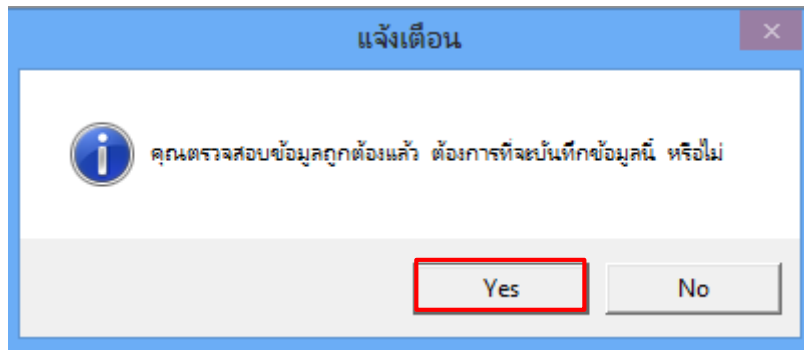 แจ้งเตือน
คุณตรวจสอบข้อมูลถูกต้องแล้ว ต้องการที่จะบันทึกข้อมูลนี้ หรือไม่
Yes No